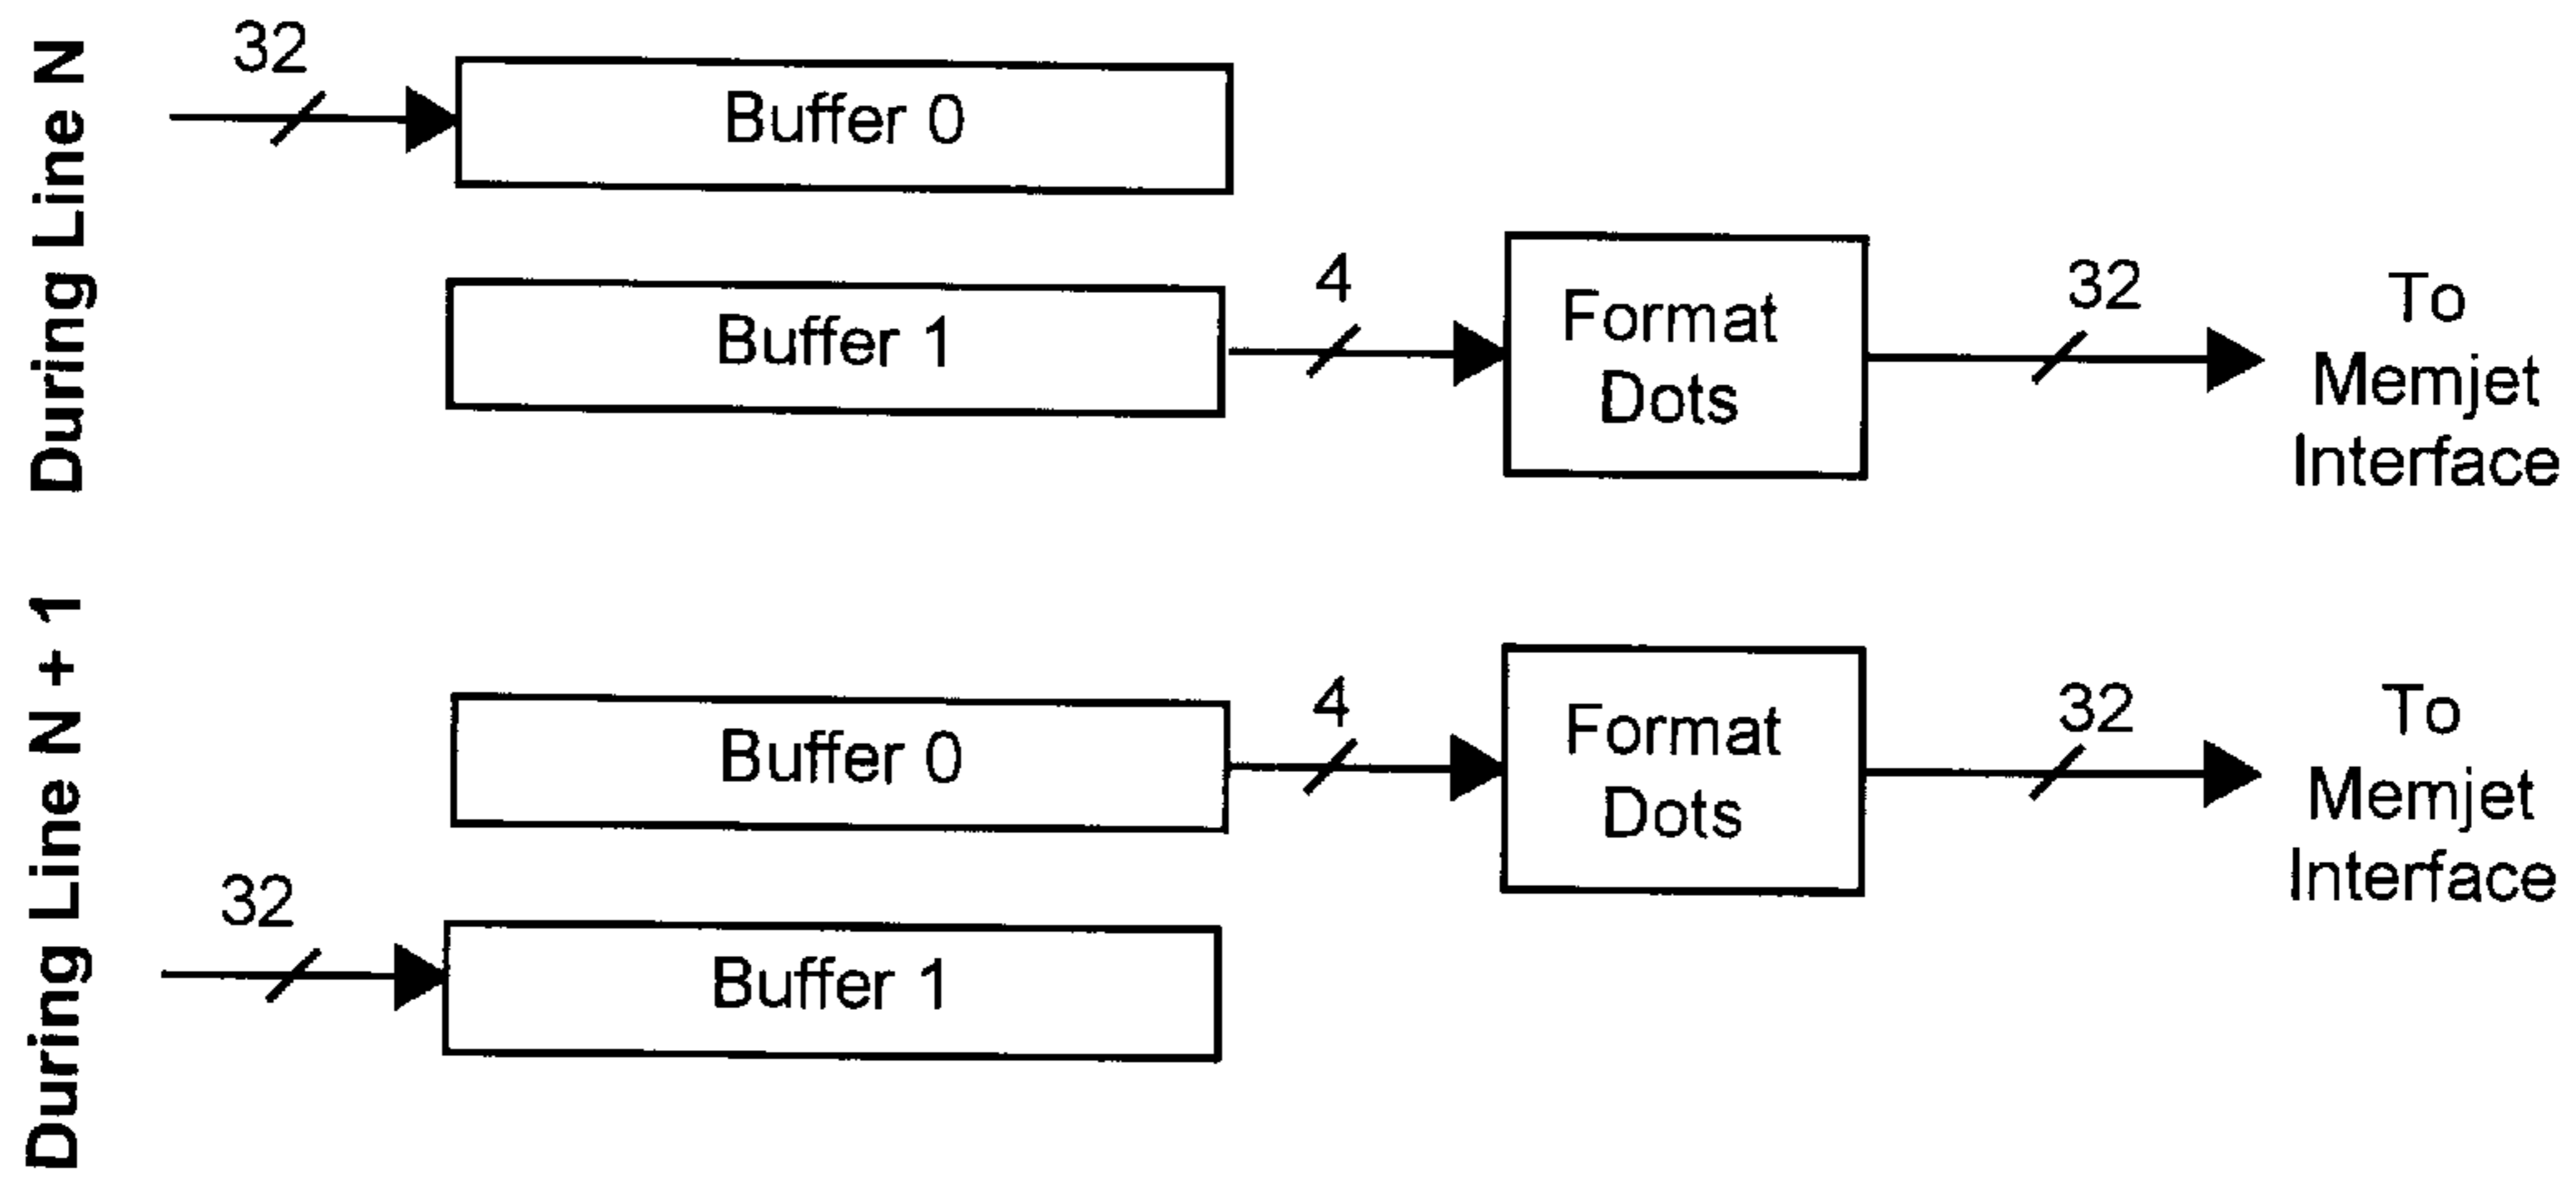 During Line N
32
Buffer 0
Buffer 1
4
Format
Dots
32
To
Memjet
Interface
During Line N + 1
Buffer 0
4
Format
Dots
32
To
Memjet
Interface
32
Buffer 1